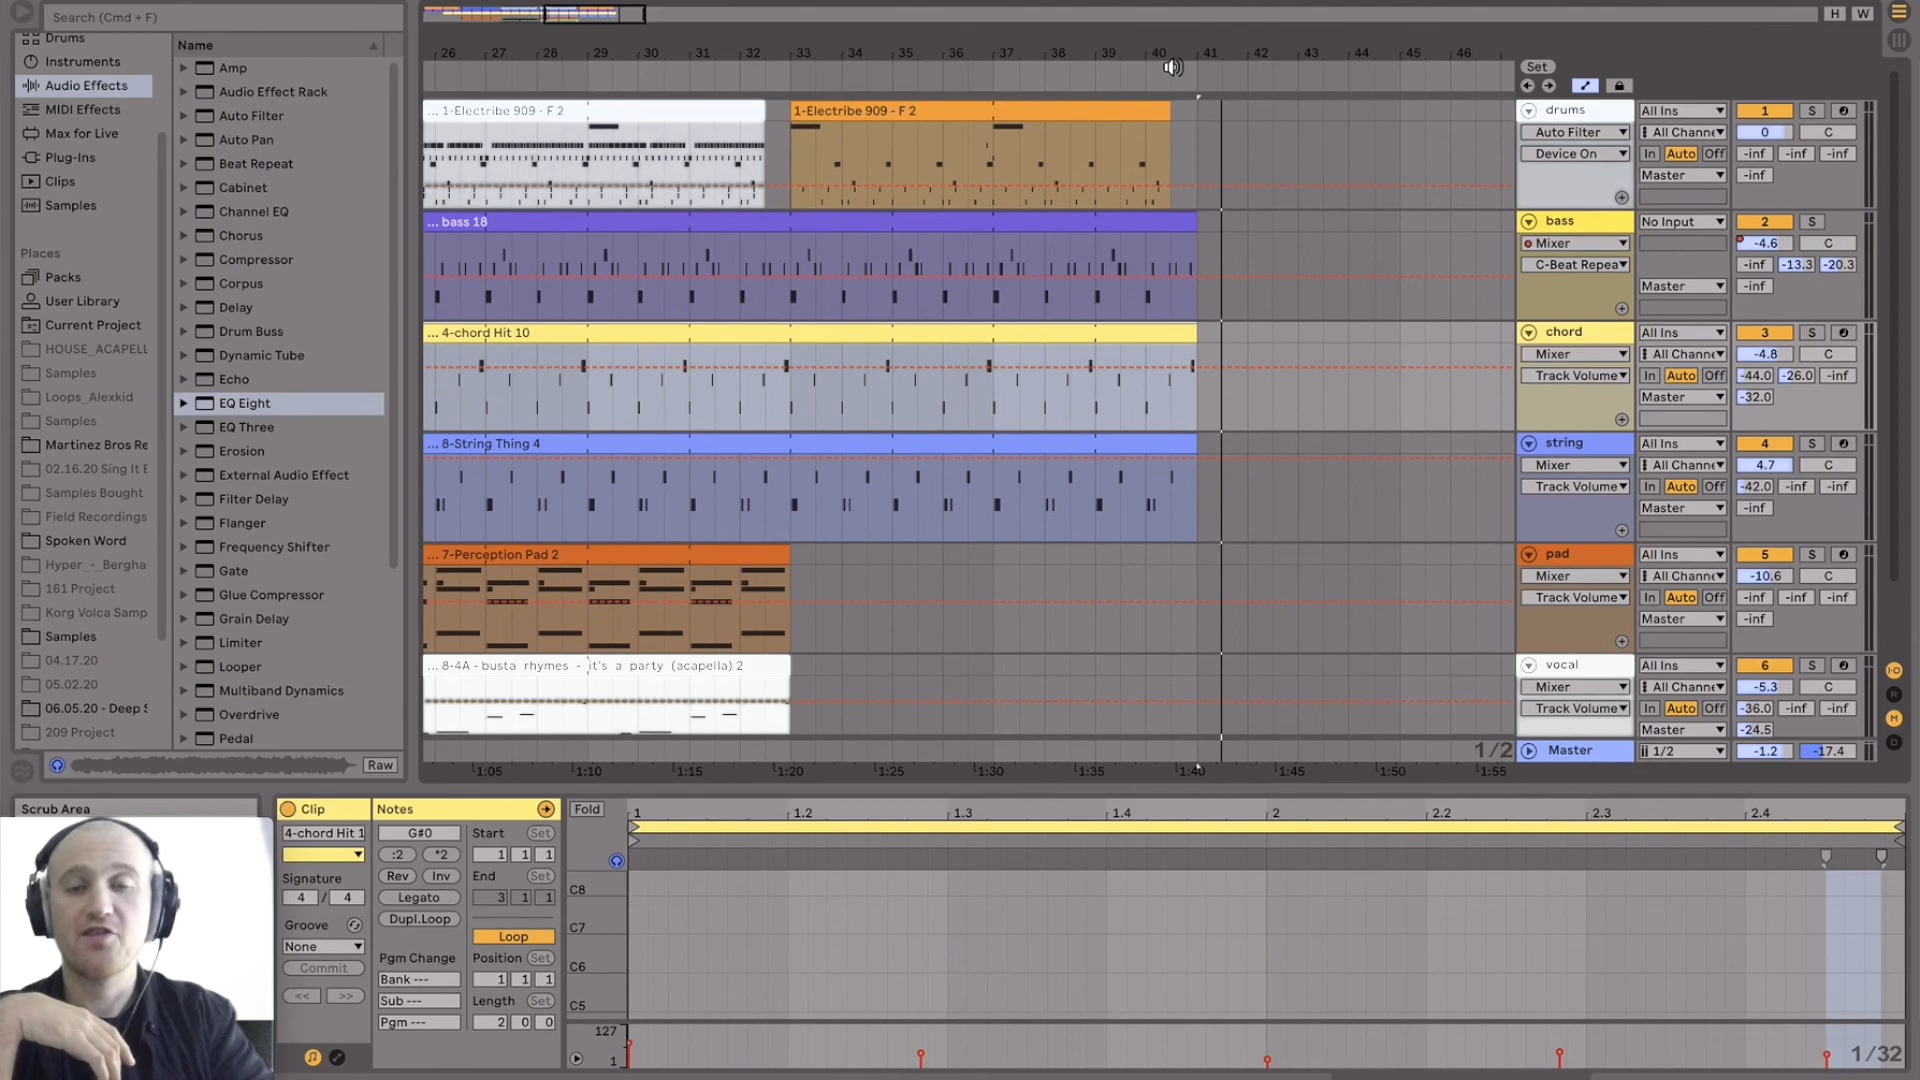 Search (Cmd + F)
H W
Drums
Instruments
Audio Effects
MIDI Effects
Max for Live
Plug-Ins
Clips
Samples
Places
Packs
User Library
Current Project
HOUSE_ACAPELL
Samples
Loops_Alexkid
Samples
Martinez Bros Re
02.16.20 Sing It E
Samples Bought
Field Recordings
Spoken Word
Hyper_-_Bergha
161 Project
Korg Volca Samp
Samples
04.17.20
05.02.20
06.05.20 - Deep S
209 Project
Name
Amp
Audio Effect Rack
Auto Filter
Auto Pan
Beat Repeat
Cabinet
Channel EQ
Chorus
Compressor
Corpus
Delay
Drum Buss
Dynamic Tube
Echo
EQ Eight
EQ Three
Erosion
External Audio Effect
Filter Delay
Flanger
Frequency Shifter
Gate
Glue Compressor
Grain Delay
Limiter
Looper
Multiband Dynamics
Overdrive
Pedal
Raw
26 27 28 29 30 31 32 33 34 35 36 37 38 39 40 41 42 43 44 45 46
Set
... 1-Electribe 909 - F 2
1-Electribe 909 - F 2
drums All Ins 1 S
Auto Filter All Channe 0 C
Device On In Auto Off -inf -inf -inf
Master -inf
... bass 18
bass No Input 2 S
Mixer -4.6 C
C-Beat Repea -inf -13.3 -20.3
Master -inf
... 4-chord Hit 10
chord All Ins 3 S
Mixer All Channe -4.8 C
Track Volume In Auto Off -44.0 -26.0 -inf
Master -32.0
... 8-String Thing 4
string All Ins 4 S
Mixer All Channe 4.7 C
Track Volume In Auto Off -42.0 -inf -inf
Master -inf
... 7-Perception Pad 2
pad All Ins 5 S
Mixer All Channe -10.6 C
Track Volume In Auto Off -inf -inf -inf
Master -inf
... 8-4A - busta rhymes - it's a party (acapella) 2
vocal All Ins 6 S
Mixer All Channe -5.3 C
Track Volume In Auto Off -36.0 -inf -inf
Master -24.5
1/2 Master 1/2 -1.2 -17.4
1:05 1:10 1:15 1:20 1:25 1:30 1:35 1:40 1:45 1:50 1:55
I·O
R
M
D
Scrub Area
Clip
4-chord Hit 1
Signature
4 / 4
Groove
None
Commit
<< >>
Notes
G#0
:2 *2
Rev Inv
Legato
Dupl.Loop
Pgm Change
Bank ---
Sub ---
Pgm ---
Start Set
1 1 1
End Set
3 1 1
Loop
Position Set
1 1 1
Length Set
2 0 0
Fold
1 1.2 1.3 1.4 2 2.2 2.3 2.4
C8
C7
C6
C5
127
1
1/32